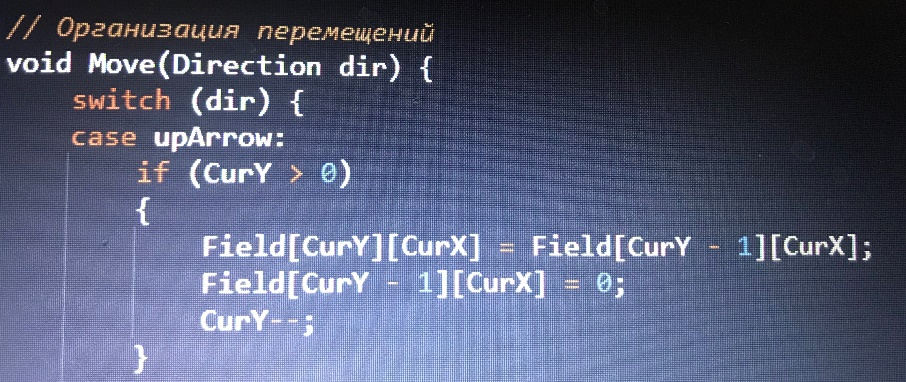 // Организация перемещений
void Move(Direction dir) {
switch (dir) {
case upArrow:
if (CurY > 0)
{
Field[CurY][CurX] = Field[CurY - 1][CurX];
Field[CurY - 1][CurX] = 0;
CurY--;
}